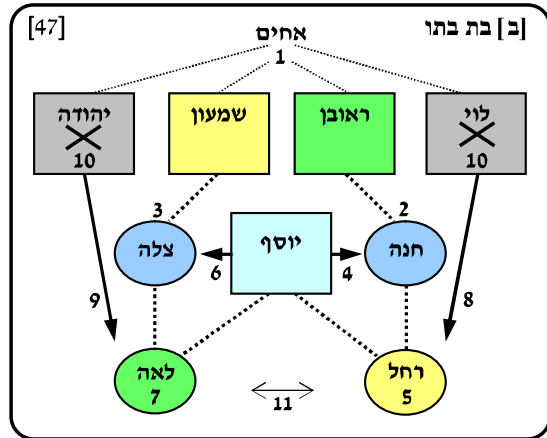 [ב] בת בתו
[47]
אחים
1
לוי
10
ראובן
שמעון
יהודה
10
2
3
חנה
יוסף
צלה
4
6
8
9
רחל
5
לאה
7
11